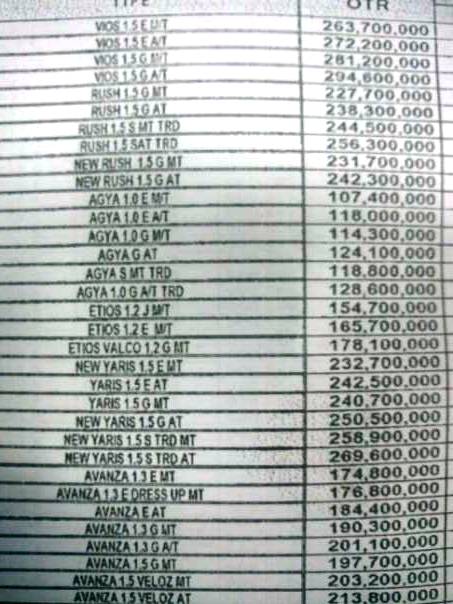 TYPE OTR
VIOS 1.5 E M/T 263,700,000
VIOS 1.5 E A/T 272,200,000
VIOS 1.5 G M/T 281,200,000
VIOS 1.5 G A/T 294,600,000
RUSH 1.5 G MT 227,700,000
RUSH 1.5 G AT 238,300,000
RUSH 1.5 S MT TRD 244,500,000
RUSH 1.5 SAT TRD 256,300,000
NEW RUSH 1.5 G MT 231,700,000
NEW RUSH 1.5 G AT 242,300,000
AGYA 1.0 E M/T 107,400,000
AGYA 1.0 E A/T 118,000,000
AGYA 1.0 G M/T 114,300,000
AGYA G AT 124,100,000
AGYA S MT TRD 118,800,000
AGYA 1.0 G A/T TRD 128,600,000
ETIOS 1.2 J M/T 154,700,000
ETIOS 1.2 E M/T 165,700,000
ETIOS VALCO 1.2 G MT 178,100,000
NEW YARIS 1.5 E MT 232,700,000
YARIS 1.5 E AT 242,500,000
YARIS 1.5 G MT 240,700,000
NEW YARIS 1.5 G AT 250,500,000
NEW YARIS 1.5 S TRD MT 258,900,000
NEW YARIS 1.5 S TRD AT 269,600,000
AVANZA 1.3 E MT 174,800,000
AVANZA 1.3 E DRESS UP MT 176,800,000
AVANZA E AT 184,400,000
AVANZA 1.3 G MT 190,300,000
AVANZA 1.3 G A/T 201,100,000
AVANZA 1.5 G MT 197,700,000
AVANZA 1.5 VELOZ MT 203,200,000
AVANZA 1.5 VELOZ AT 213,800,000